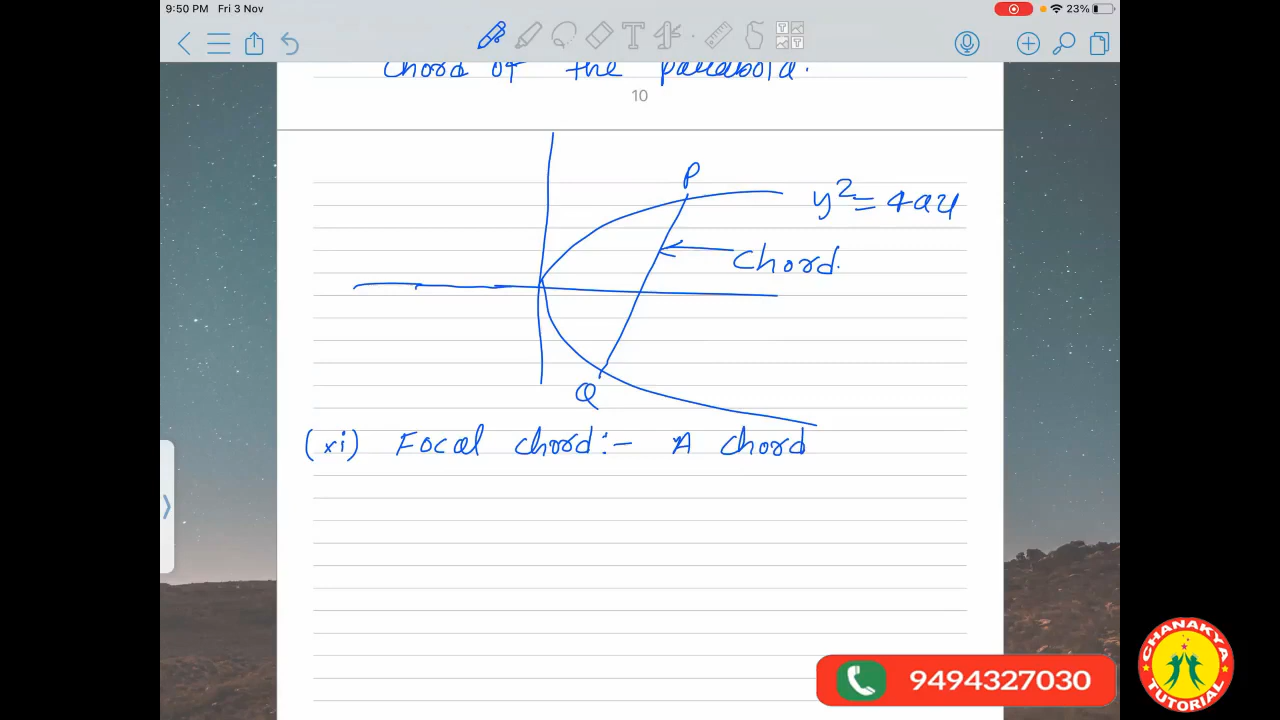 9:50 PM Fri 3 Nov
23%
chord of the parabola.
10
P
y² = 4ax
chord.
Q
(xi) Focal chord:- A chord
9494327030
CHANAKYA
TUTORIAL